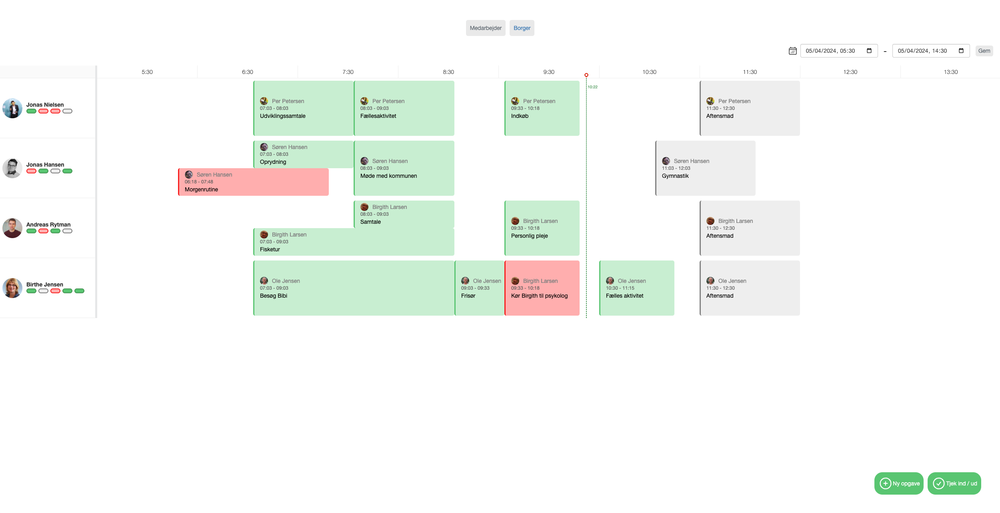 Medarbejder
Borger
05/04/2024, 05:30
-
05/04/2024, 14:30
Gem
5:30
6:30
7:30
8:30
9:30
10:30
11:30
12:30
13:30
10:22
Jonas Nielsen
Per Petersen
07:03 - 08:03
Udviklingssamtale
Per Petersen
08:03 - 09:03
Fællesaktivitet
Per Petersen
09:33 - 10:18
Indkøb
Per Petersen
11:30 - 12:30
Aftensmad
Jonas Hansen
Søren Hansen
07:03 - 08:03
Oprydning
Søren Hansen
06:18 - 07:48
Morgenrutine
Søren Hansen
08:03 - 09:03
Møde med kommunen
Søren Hansen
11:03 - 12:03
Gymnastik
Andreas Rytman
Birgith Larsen
08:03 - 09:03
Samtale
Birgith Larsen
07:03 - 09:03
Fisketur
Birgith Larsen
09:33 - 10:18
Personlig pleje
Birgith Larsen
11:30 - 12:30
Aftensmad
Birthe Jensen
Ole Jensen
07:03 - 09:03
Besøg Bibi
Ole Jensen
09:03 - 09:33
Frisør
Birgith Larsen
09:33 - 10:18
Kør Birgith til psykolog
Ole Jensen
10:30 - 11:15
Fælles aktivitet
Ole Jensen
11:30 - 12:30
Aftensmad
Ny opgave
Tjek ind / ud